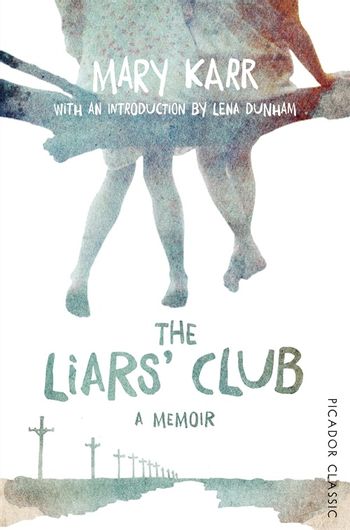 MARY KARR
WITH AN INTRODUCTION BY LENA DUNHAM
THE
LiARS' CLUB
A MEMOIR
PICADOR CLASSIC